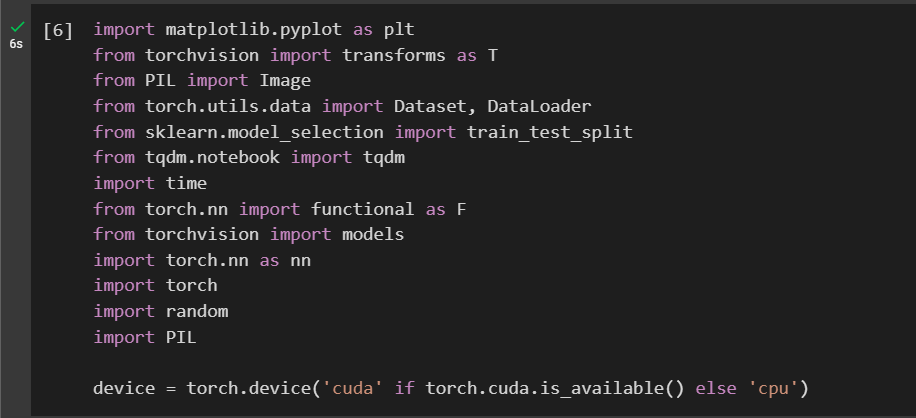 [6] import matplotlib.pyplot as plt
from torchvision import transforms as T
from PIL import Image
from torch.utils.data import Dataset, DataLoader
from sklearn.model_selection import train_test_split
from tqdm.notebook import tqdm
import time
from torch.nn import functional as F
from torchvision import models
import torch.nn as nn
import torch
import random
import PIL
device = torch.device('cuda' if torch.cuda.is_available() else 'cpu')
6s